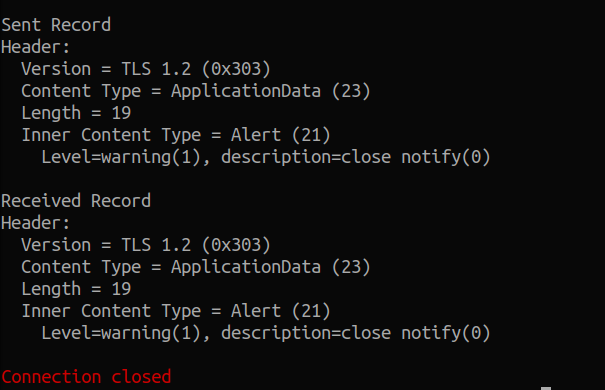 Sent Record
Header:
Version = TLS 1.2 (0x303)
Content Type = ApplicationData (23)
Length = 19
Inner Content Type = Alert (21)
Level=warning(1), description=close notify(0)
Received Record
Header:
Version = TLS 1.2 (0x303)
Content Type = ApplicationData (23)
Length = 19
Inner Content Type = Alert (21)
Level=warning(1), description=close notify(0)
Connection closed